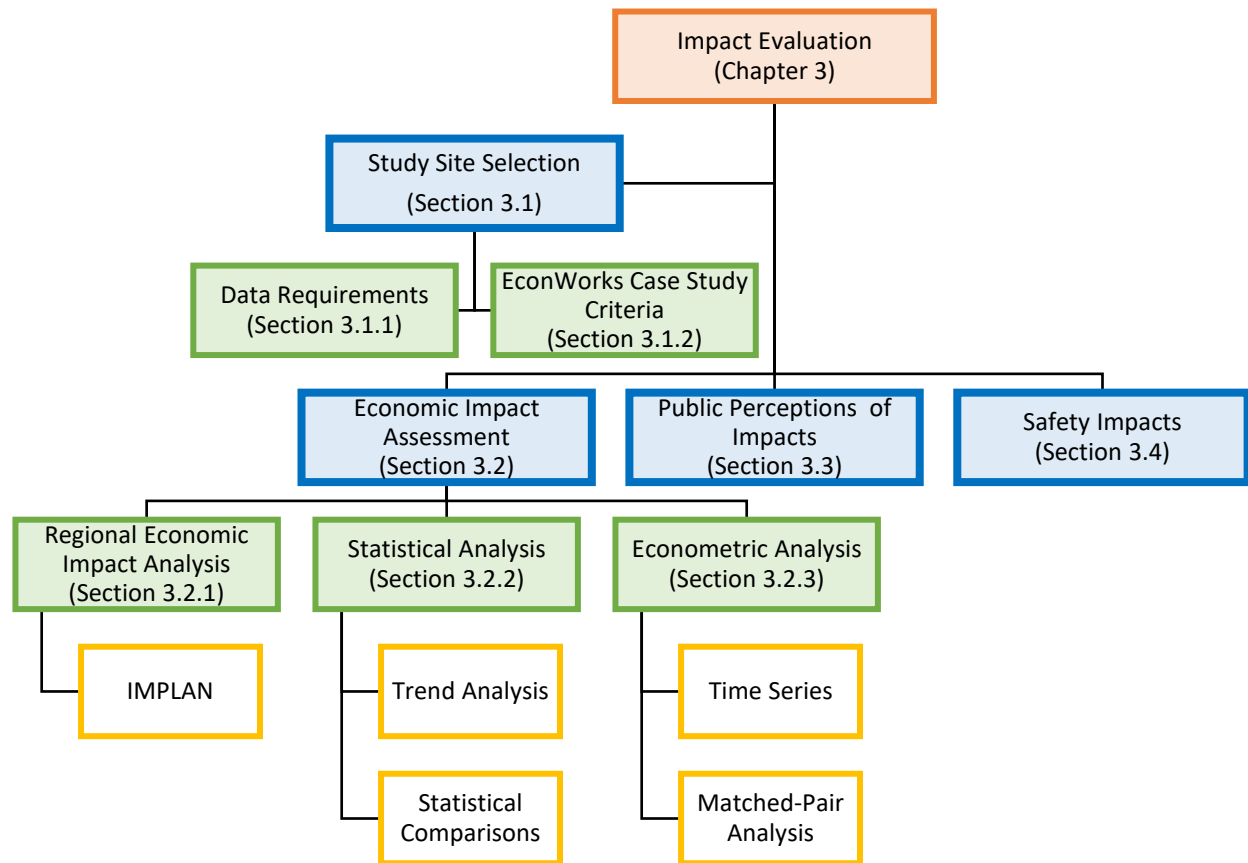 Impact Evaluation
(Chapter 3)
Study Site Selection
(Section 3.1)
Data Requirements
(Section 3.1.1)
EconWorks Case Study
Criteria
(Section 3.1.2)
Economic Impact
Assessment
(Section 3.2)
Public Perceptions of
Impacts
(Section 3.3)
Safety Impacts
(Section 3.4)
Regional Economic
Impact Analysis
(Section 3.2.1)
Statistical Analysis
(Section 3.2.2)
Econometric Analysis
(Section 3.2.3)
IMPLAN
Trend Analysis
Time Series
Statistical
Comparisons
Matched-Pair
Analysis